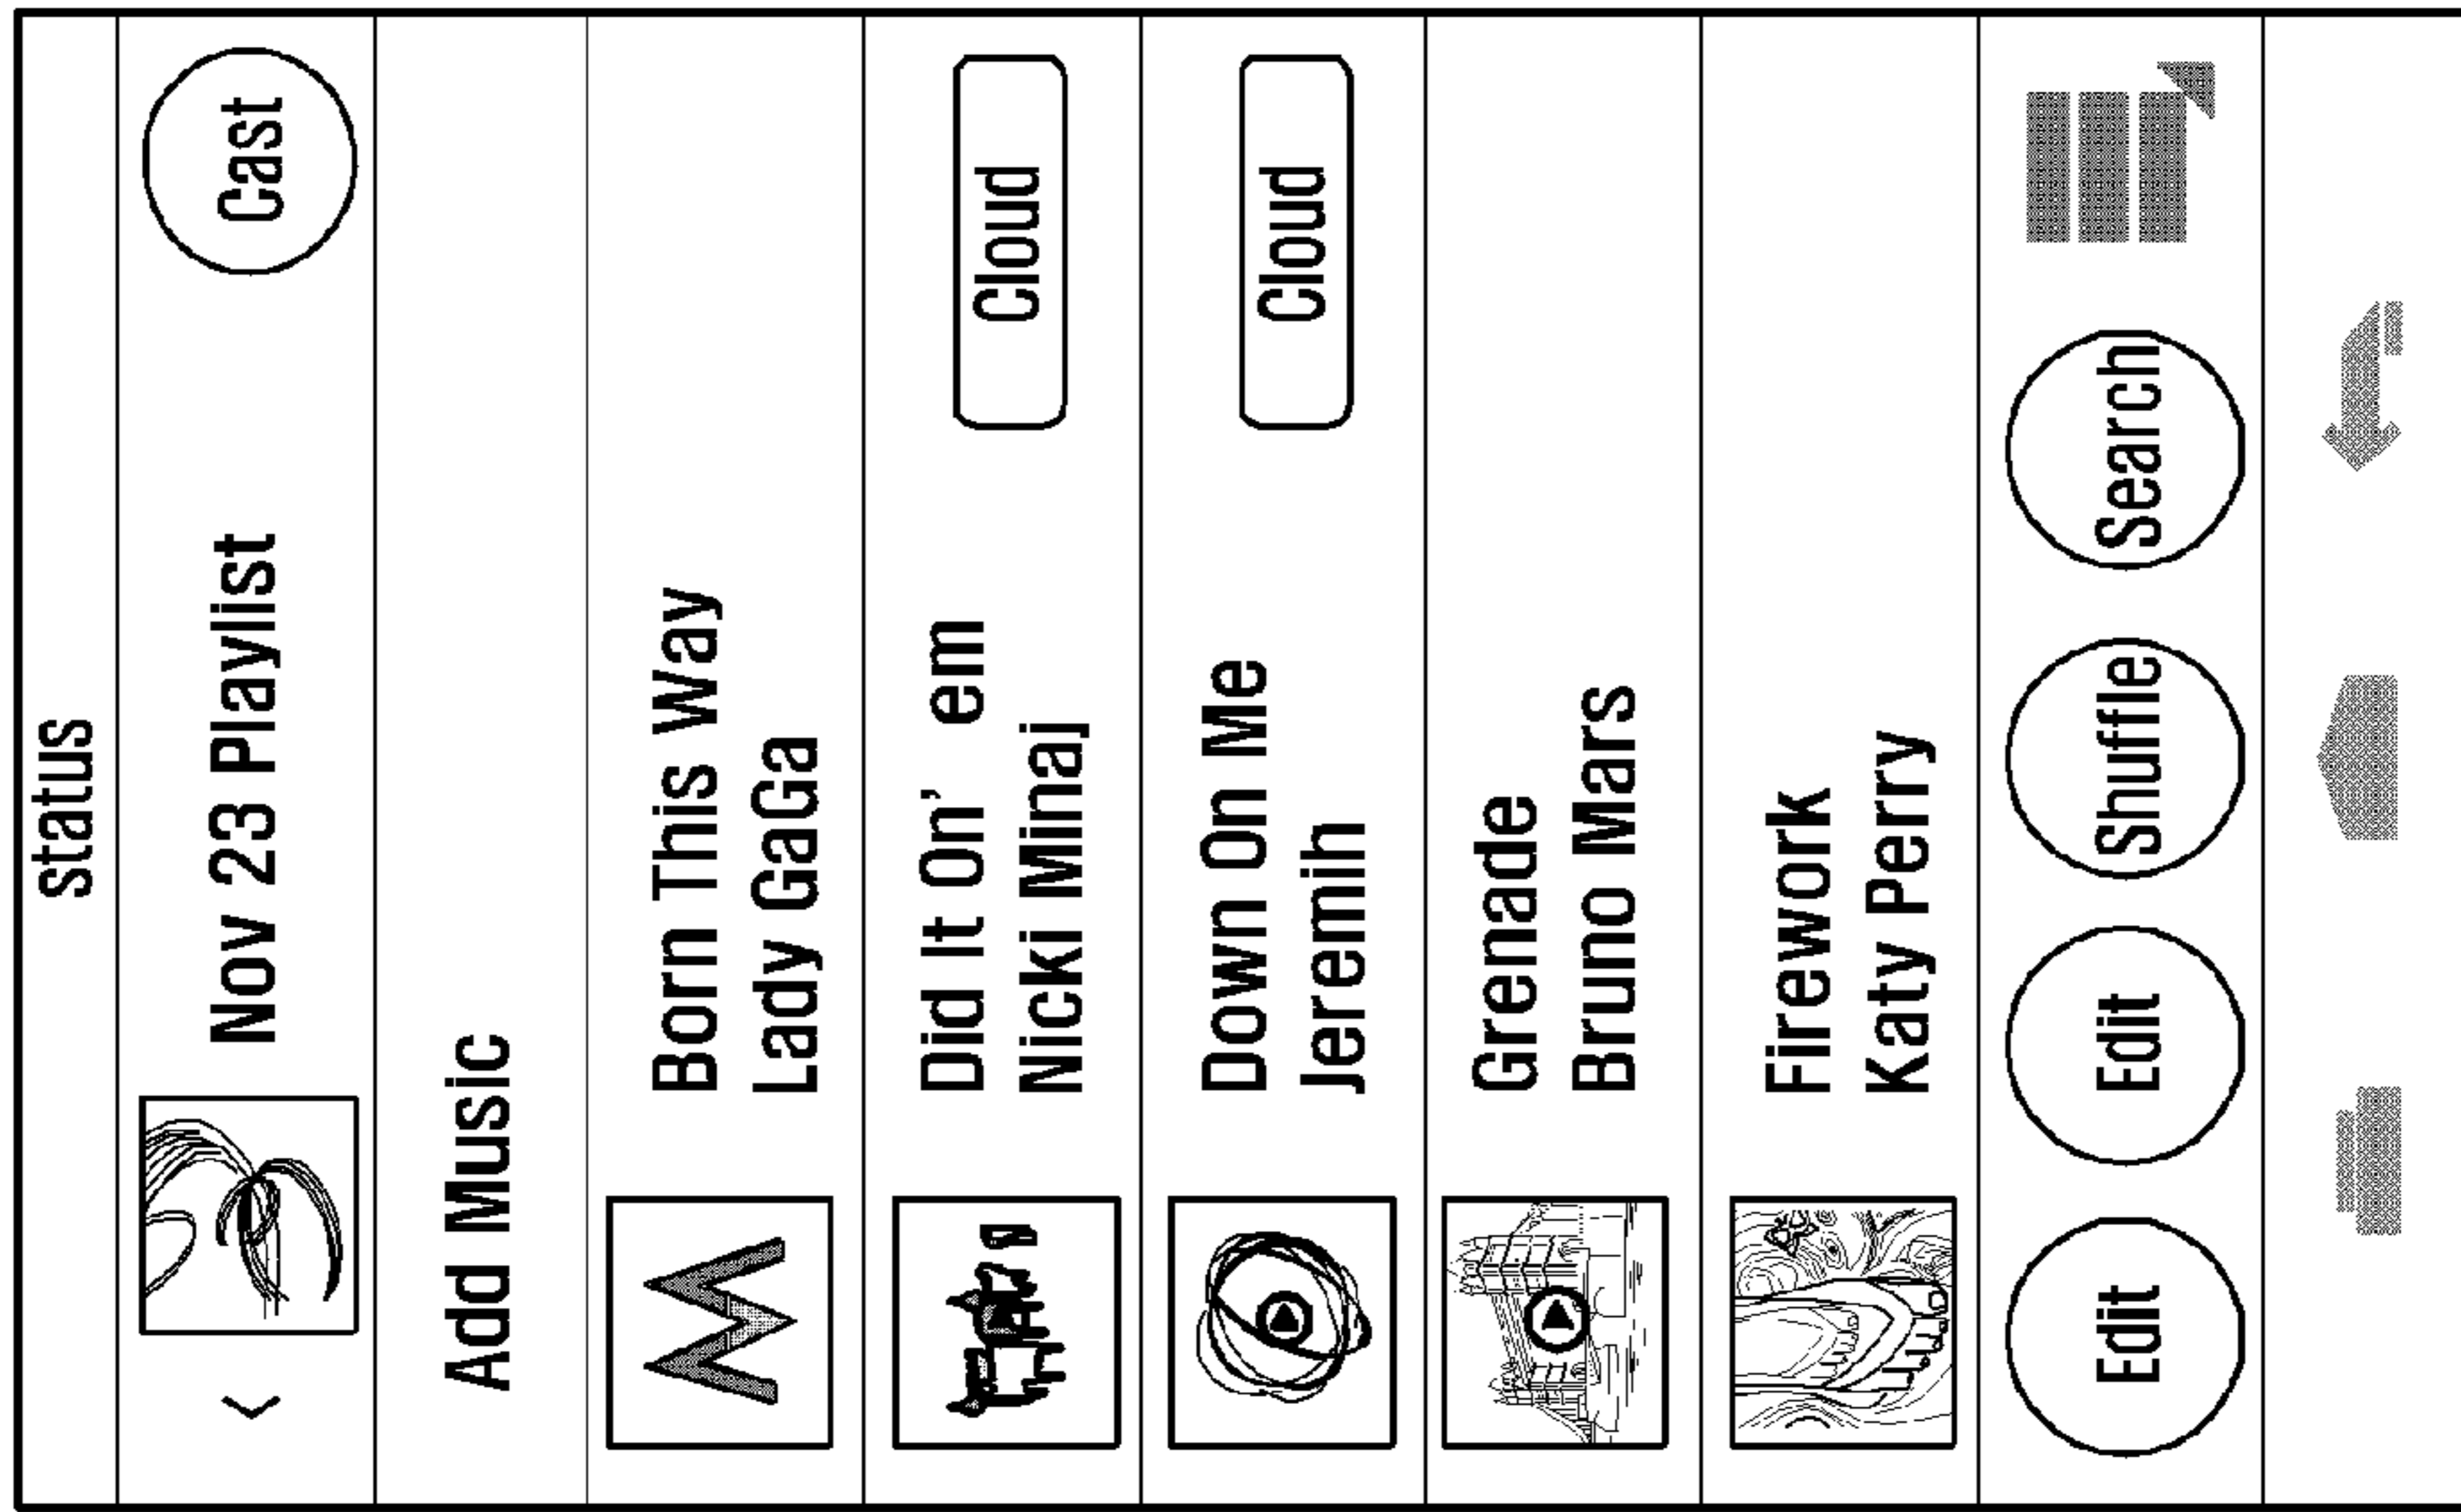 status
Nov 23 Playlist
Cast
Add Music
Born This Way
Lady GaGa
Did It On’ em
Nicki Minaj
Cloud
Down On Me
Jeremih
Cloud
Grenade
Bruno Mars
Firework
Katy Perry
Edit
Edit
Shuffle
Search